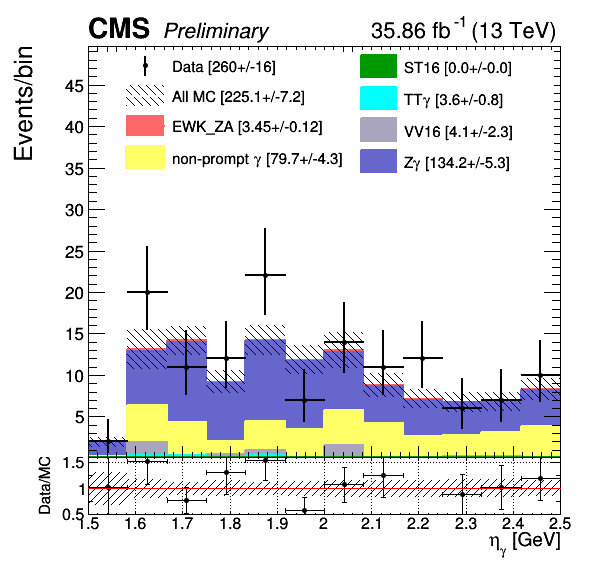 CMS Preliminary 35.86 fb⁻¹ (13 TeV)
Events/bin
45
40
35
30
25
20
15
10
5
Data [260+/-16]
All MC [225.1+/-7.2]
EWK_ZA [3.45+/-0.12]
non-prompt γ [79.7+/-4.3]
ST16 [0.0+/-0.0]
TTγ [3.6+/-0.8]
VV16 [4.1+/-2.3]
Zγ [134.2+/-5.3]
Data/MC
1.5
1
0.5
1.5 1.6 1.7 1.8 1.9 2 2.1 2.2 2.3 2.4 2.5
ηγ [GeV]